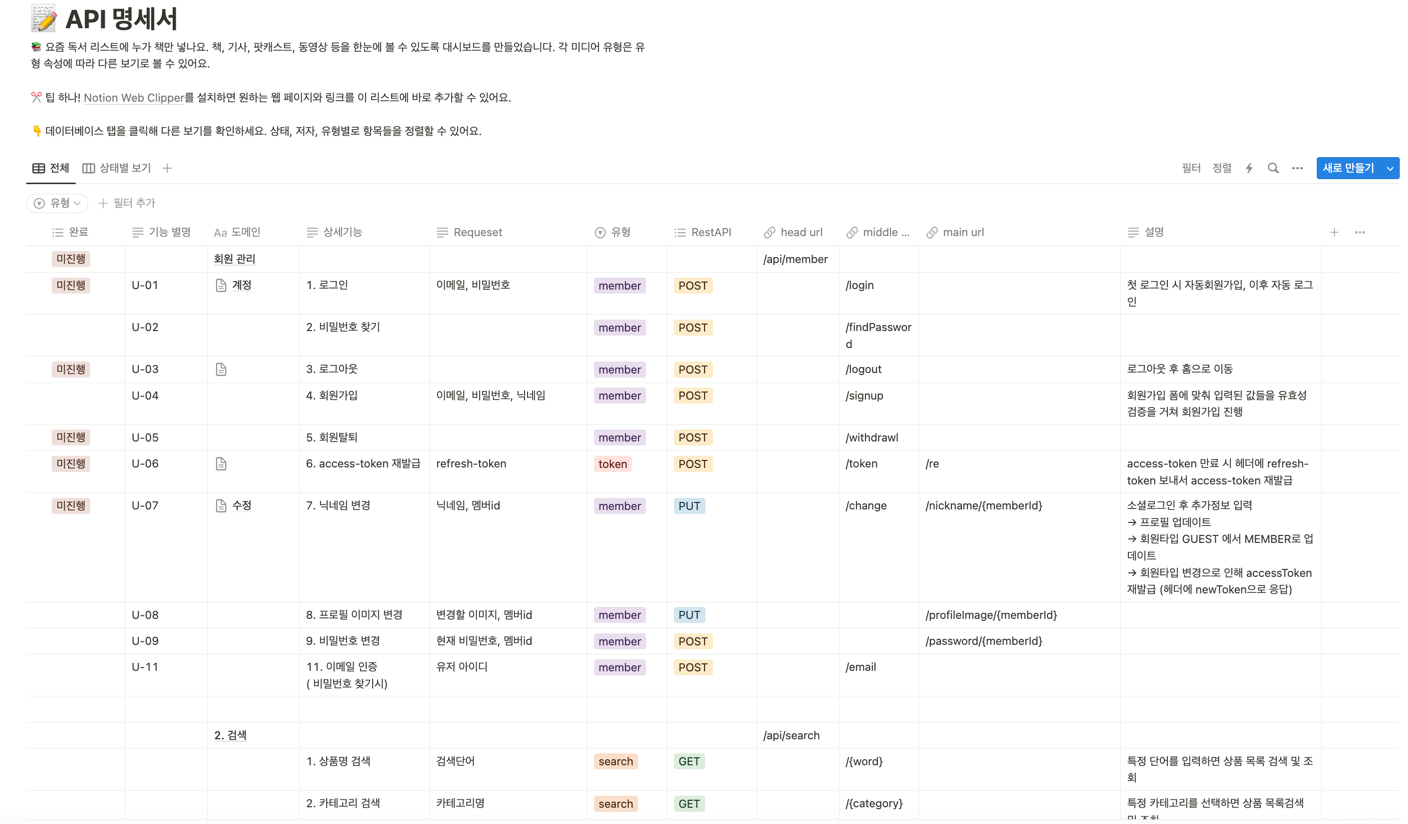 API 명세서
📚 요즘 독서 리스트에 누가 책만 넣나요. 책, 기사, 팟캐스트, 동영상 등을 한눈에 볼 수 있도록 대시보드를 만들었습니다. 각 미디어 유형은 유
형 속성에 따라 다른 보기로 볼 수 있어요.
✂️ 팁 하나! Notion Web Clipper를 설치하면 원하는 웹 페이지와 링크를 이 리스트에 바로 추가할 수 있어요.
👇 데이터베이스 탭을 클릭해 다른 보기를 확인하세요. 상태, 저자, 유형별로 항목들을 정렬할 수 있어요.
전체 상태별 보기 필터 정렬 새로 만들기
유형 필터 추가
완료 기능 별명 Aa 도메인 상세기능 Requeset 유형 RestAPI head url middle ... main url 설명
미진행 회원 관리 /api/member
미진행 U-01 계정 1. 로그인 이메일, 비밀번호 member POST /login 첫 로그인 시 자동회원가입, 이후 자동 로그
인
U-02 2. 비밀번호 찾기 member POST /findPasswor
d
미진행 U-03 3. 로그아웃 member POST /logout 로그아웃 후 홈으로 이동
U-04 4. 회원가입 이메일, 비밀번호, 닉네임 member POST /signup 회원가입 폼에 맞춰 입력된 값들을 유효성
검증을 거쳐 회원가입 진행
미진행 U-05 5. 회원탈퇴 member POST /withdrawl
미진행 U-06 6. access-token 재발급 refresh-token token POST /token /re access-token 만료 시 헤더에 refresh-
token 보내서 access-token 재발급
미진행 U-07 수정 7. 닉네임 변경 닉네임, 멤버id member PUT /change /nickname/{memberId} 소셜로그인 후 추가정보 입력
→ 프로필 업데이트
→ 회원타입 GUEST 에서 MEMBER로 업
데이트
→ 회원타입 변경으로 인해 accessToken
재발급 (헤더에 newToken으로 응답)
U-08 8. 프로필 이미지 변경 변경할 이미지, 멤버id member PUT /profileImage/{memberId}
U-09 9. 비밀번호 변경 현재 비밀번호, 멤버id member POST /password/{memberId}
U-11 11. 이메일 인증 유저 아이디 member POST /email
( 비밀번호 찾기시)
2. 검색 /api/search
1. 상품명 검색 검색단어 search GET /{word} 특정 단어를 입력하면 상품 목록 검색 및 조
회
2. 카테고리 검색 카테고리명 search GET /{category} 특정 카테고리를 선택하면 상품 목록검색